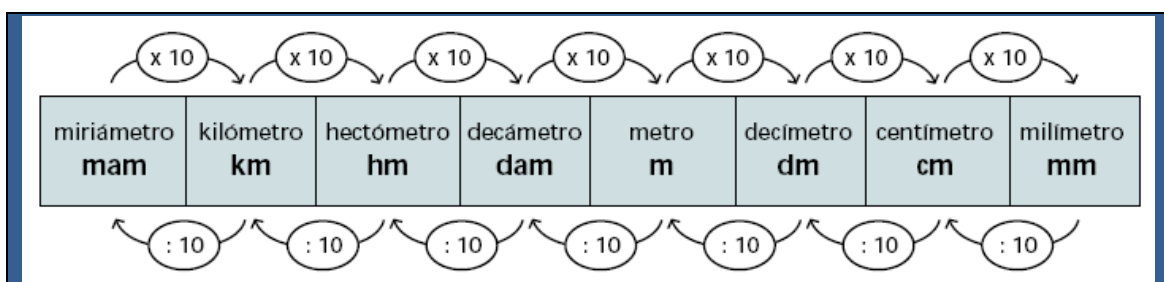 x 10 x 10 x 10 x 10 x 10 x 10 x 10
miriámetro kilómetro hectómetro decámetro metro decímetro centímetro milímetro
mam km hm dam m dm cm mm
: 10 : 10 : 10 : 10 : 10 : 10 : 10